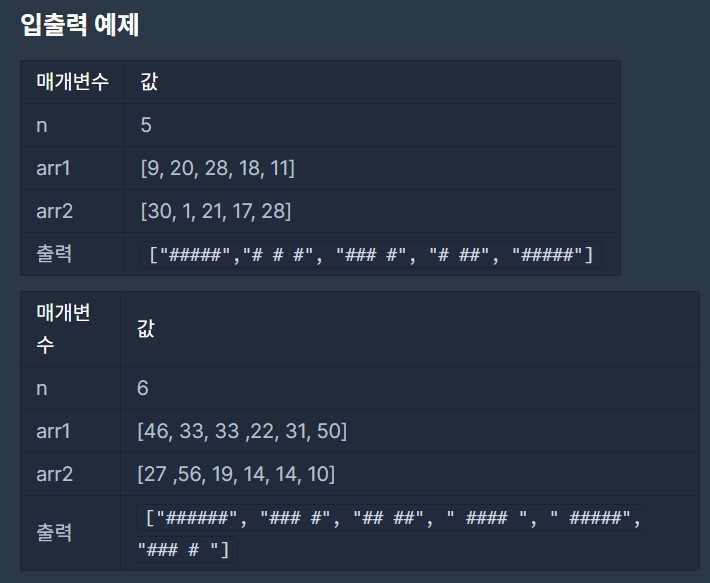 입출력 예제
매개변수 값
n 5
arr1 [9, 20, 28, 18, 11]
arr2 [30, 1, 21, 17, 28]
출력 ["#####","# # #", "### #", "# ##", "#####"]
매개변
수 값
n 6
arr1 [46, 33, 33 ,22, 31, 50]
arr2 [27 ,56, 19, 14, 14, 10]
출력 ["######", "### #", "## ##", " #### ", " #####",
"### # "]